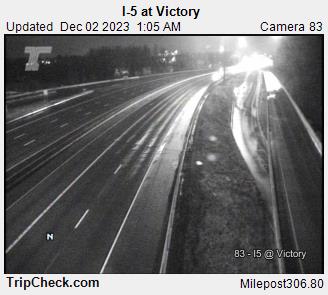 I-5 at Victory
Updated  Dec 02 2023  1:05 AM    Camera 83
N
83 - I5 @ Victory
TripCheck.com    Milepost306.80